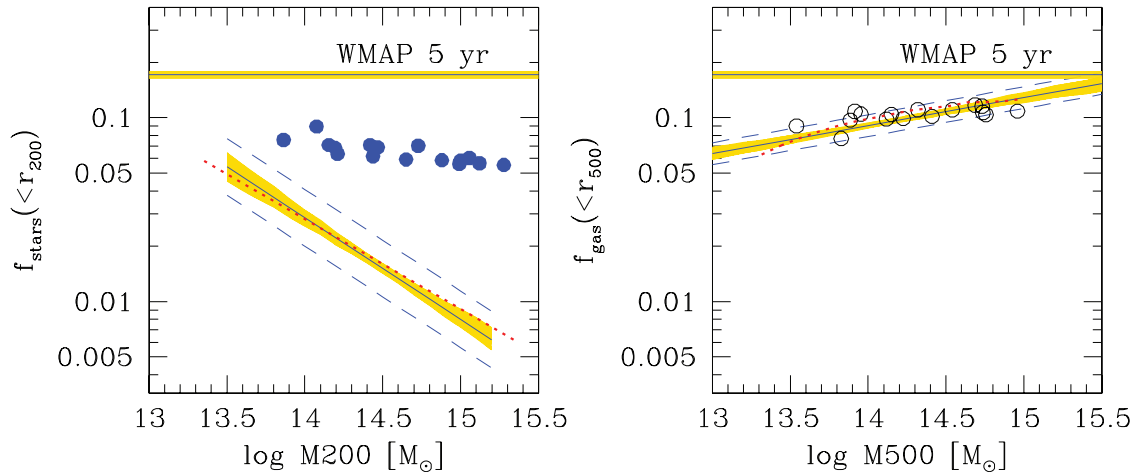 WMAP 5 yr
0.1
0.05
0.01
0.005
f_stars(<r_200)
13 13.5 14 14.5 15 15.5
log M200 [M_⊙]
WMAP 5 yr
0.1
0.05
0.01
0.005
f_gas(<r_500)
13 13.5 14 14.5 15 15.5
log M500 [M_⊙]